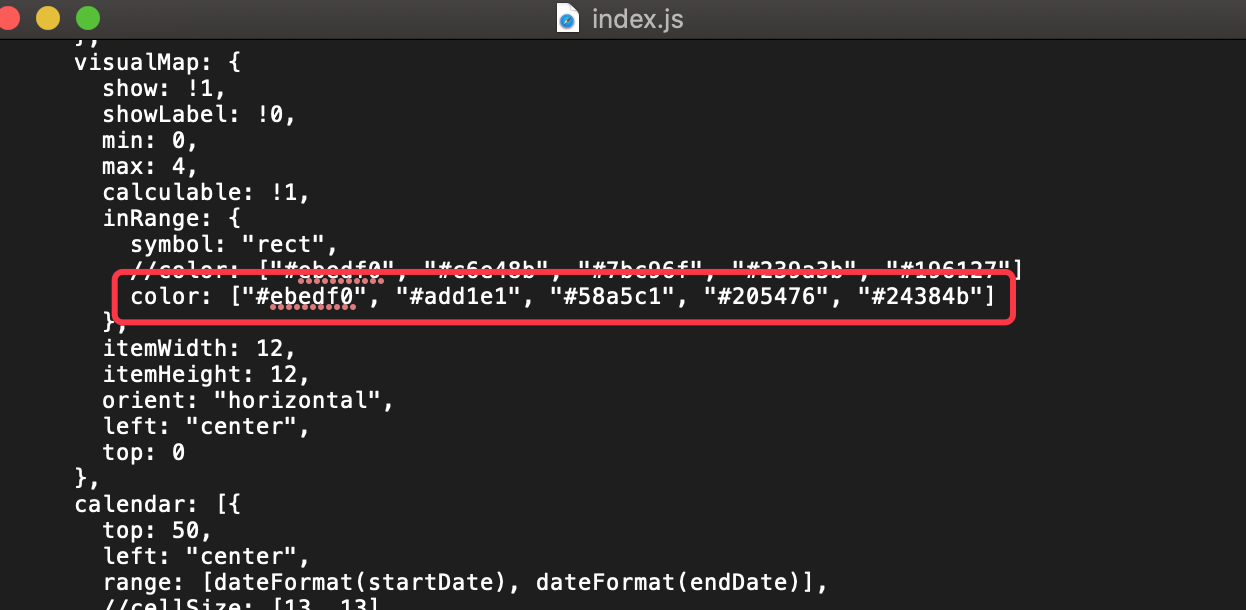 index.js
},
visualMap: {
show: !1,
showLabel: !0,
min: 0,
max: 4,
calculable: !1,
inRange: {
symbol: "rect",
//color: ["#ebedf0", "#c6e48b", "#7bc96f", "#239a3b", "#196127"]
color: ["#ebedf0", "#add1e1", "#58a5c1", "#205476", "#24384b"]
},
itemWidth: 12,
itemHeight: 12,
orient: "horizontal",
left: "center",
top: 0
},
calendar: [{
top: 50,
left: "center",
range: [dateFormat(startDate), dateFormat(endDate)],
//cellSize: [13, 13]